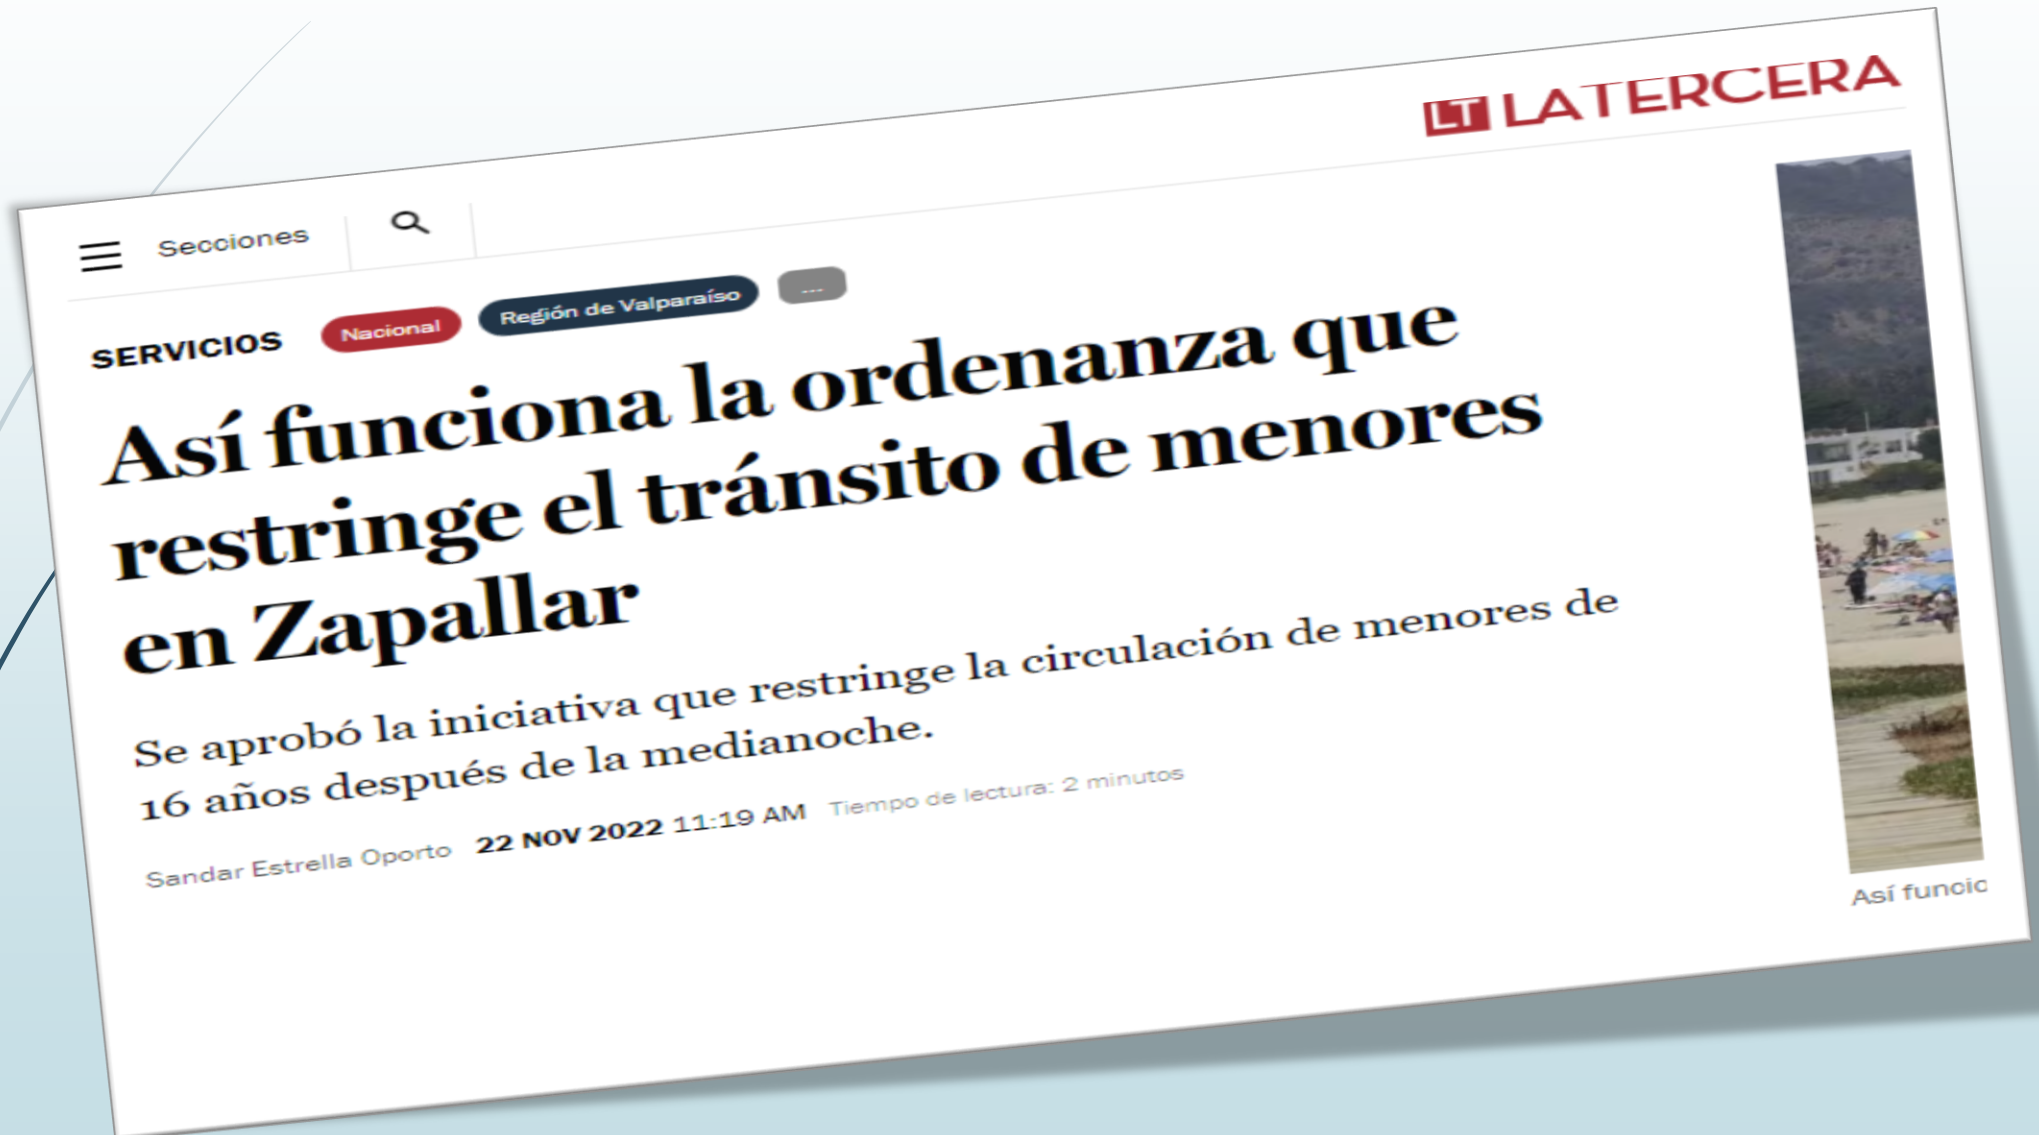 LT LA TERCERA
Secciones
SERVICIOS Nacional Región de Valparaíso ...
Así funciona la ordenanza que
restringe el tránsito de menores
en Zapallar
Se aprobó la iniciativa que restringe la circulación de menores de
16 años después de la medianoche.
Sandar Estrella Oporto 22 NOV 2022 11:19 AM Tiempo de lectura: 2 minutos
Así funcio